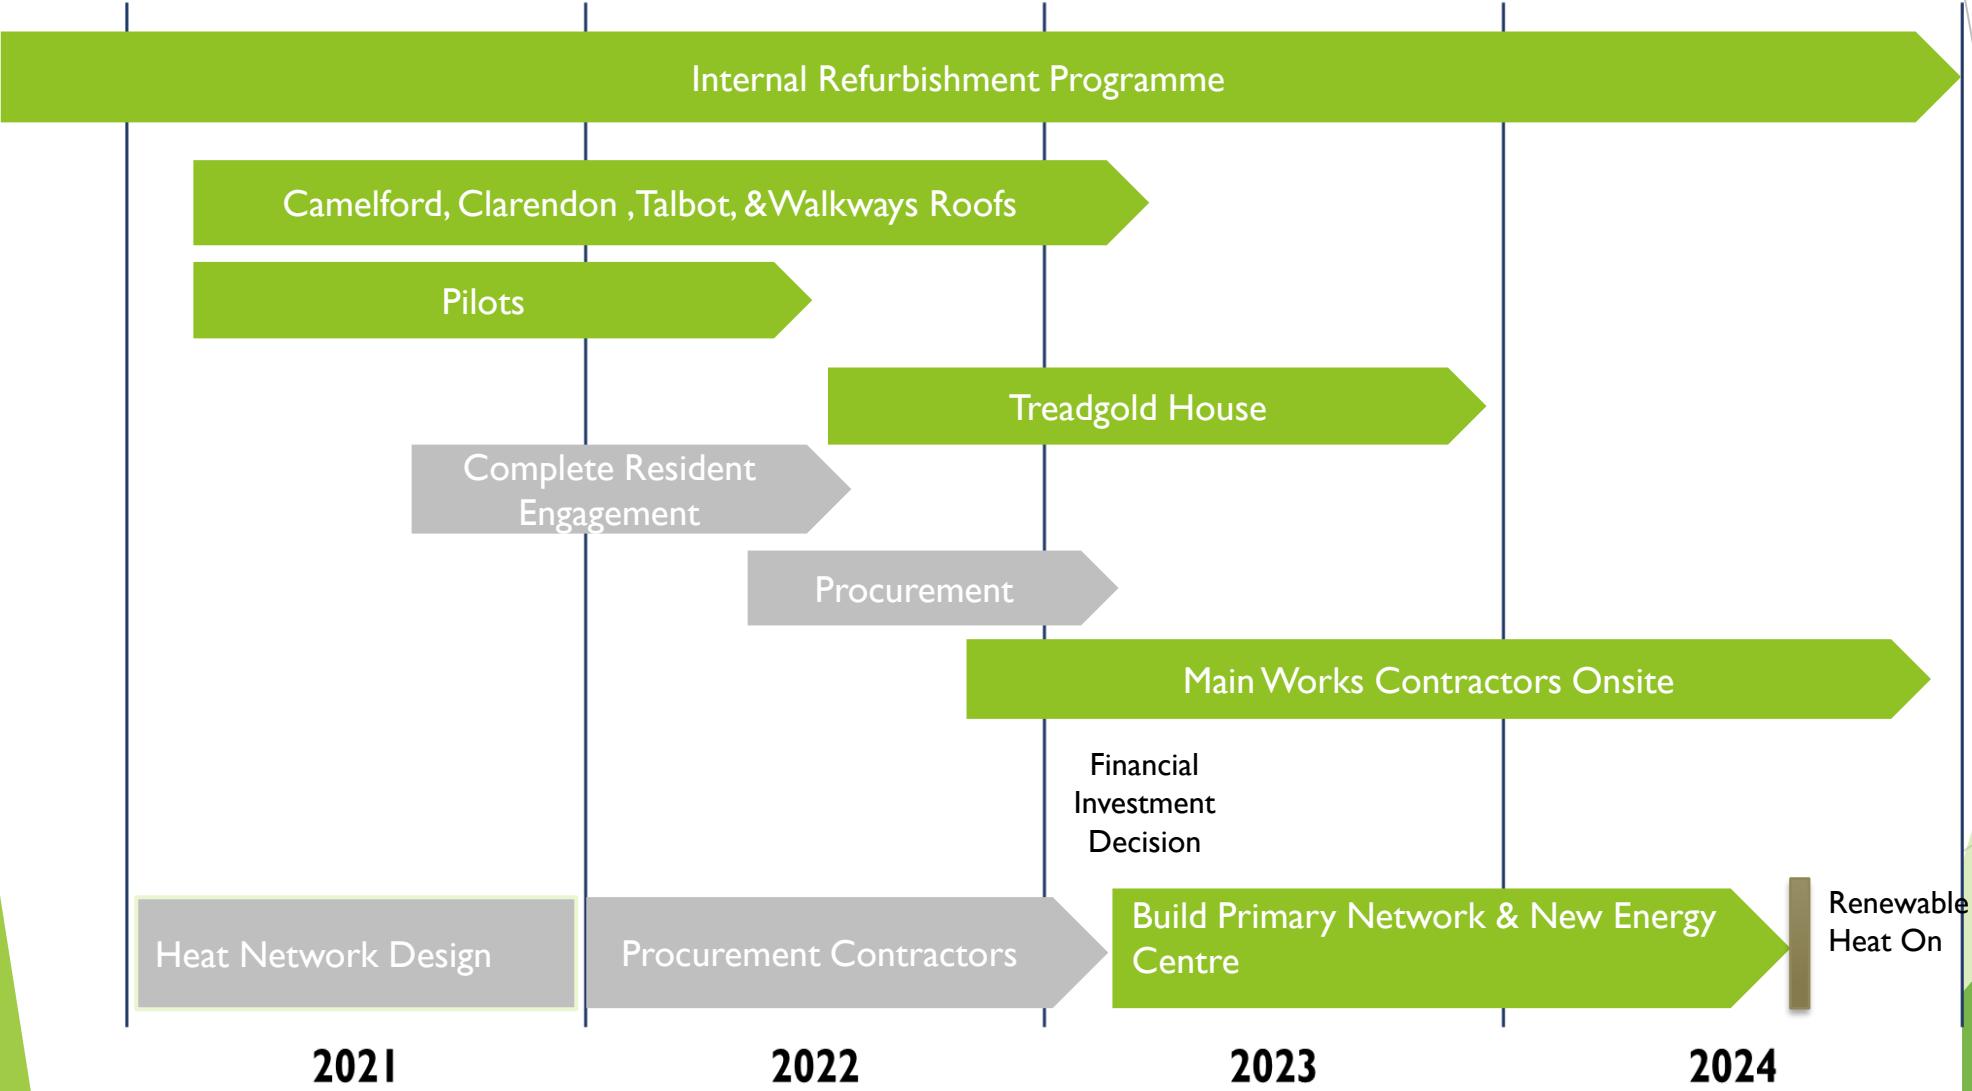 Internal Refurbishment Programme
Camelford, Clarendon ,Talbot, &Walkways Roofs
Pilots
Treadgold House
Complete Resident
Engagement
Procurement
Main Works Contractors Onsite
Financial
Investment
Decision
Heat Network Design
Procurement Contractors
Build Primary Network & New Energy
Centre
Renewable
Heat On
2021
2022
2023
2024